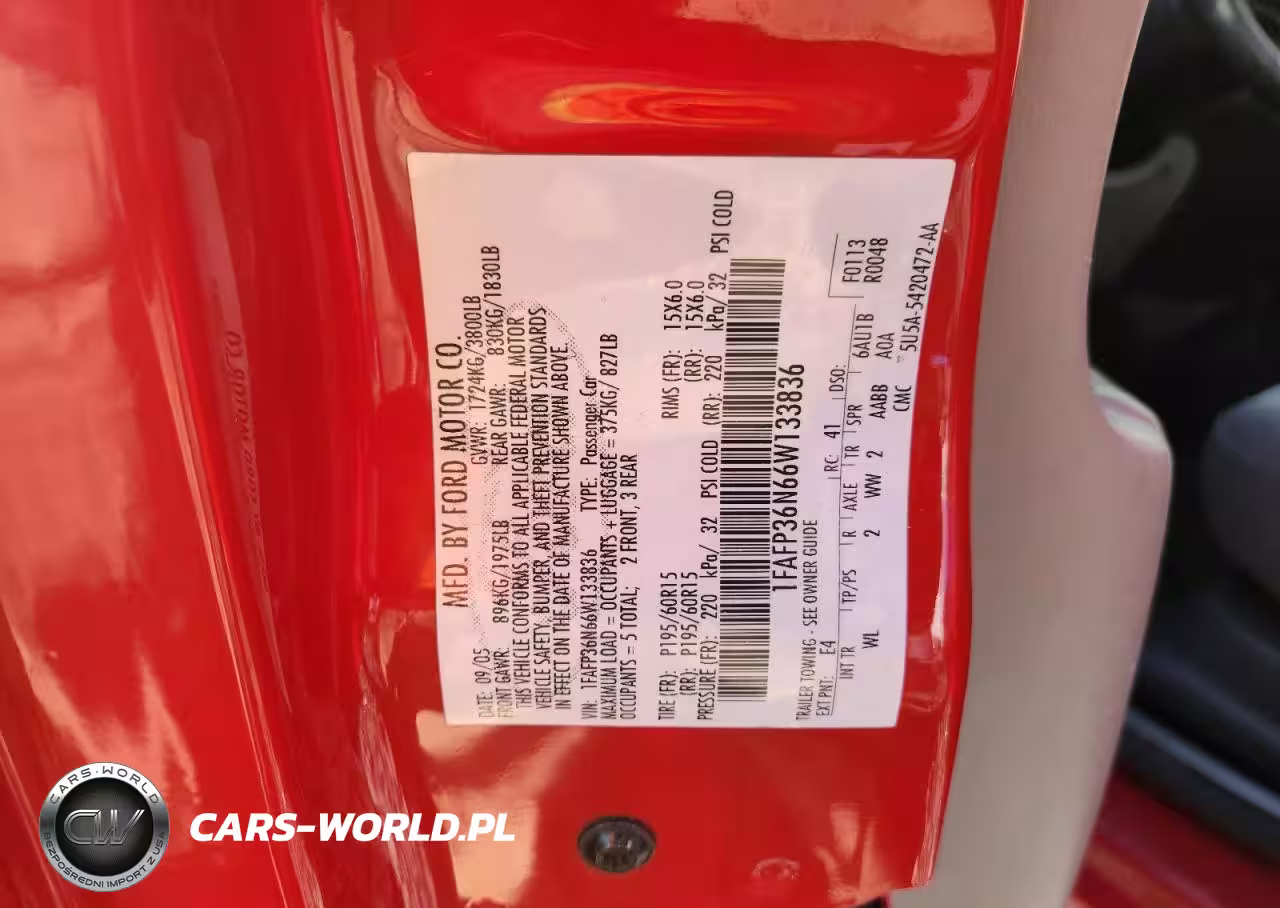 MFD. BY FORD MOTOR CO.
DATE: 09/05 GVWR: 1724KG/3800LB
FRONT GAWR: 896KG/1975LB REAR GAWR: 830KG/1830LB
THIS VEHICLE CONFORMS TO ALL APPLICABLE FEDERAL MOTOR
VEHICLE SAFETY, BUMPER, AND THEFT PREVENTION STANDARDS
IN EFFECT ON THE DATE OF MANUFACTURE SHOWN ABOVE.
VIN: 1FAFP36N66W133836 TYPE: Passenger Car
MAXIMUM LOAD = OCCUPANTS + LUGGAGE = 375KG/ 827LB
OCCUPANTS = 5 TOTAL; 2 FRONT, 3 REAR
TIRE (FR): P195/60R15 RIMS (FR): 15X6.0
(RR): P195/60R15 (RR): 15X6.0
PRESSURE (FR): 220 kPa/ 32 PSI COLD (RR): 220 kPa/ 32 PSI COLD
1FAFP36N66W133836
TRAILER TOWING - SEE OWNER GUIDE
EXT PNT: E4 RC: 41 DSO: F0113
R0048
INT TR TP/PS R AXLE TR SPR 6AU1B
WL 2 WW 2 AABB A0A
CMC 5U5A-5420472-AA
CARS-WORLD
CW
BEZPOŚREDNI IMPORT Z USA
CARS-WORLD.PL